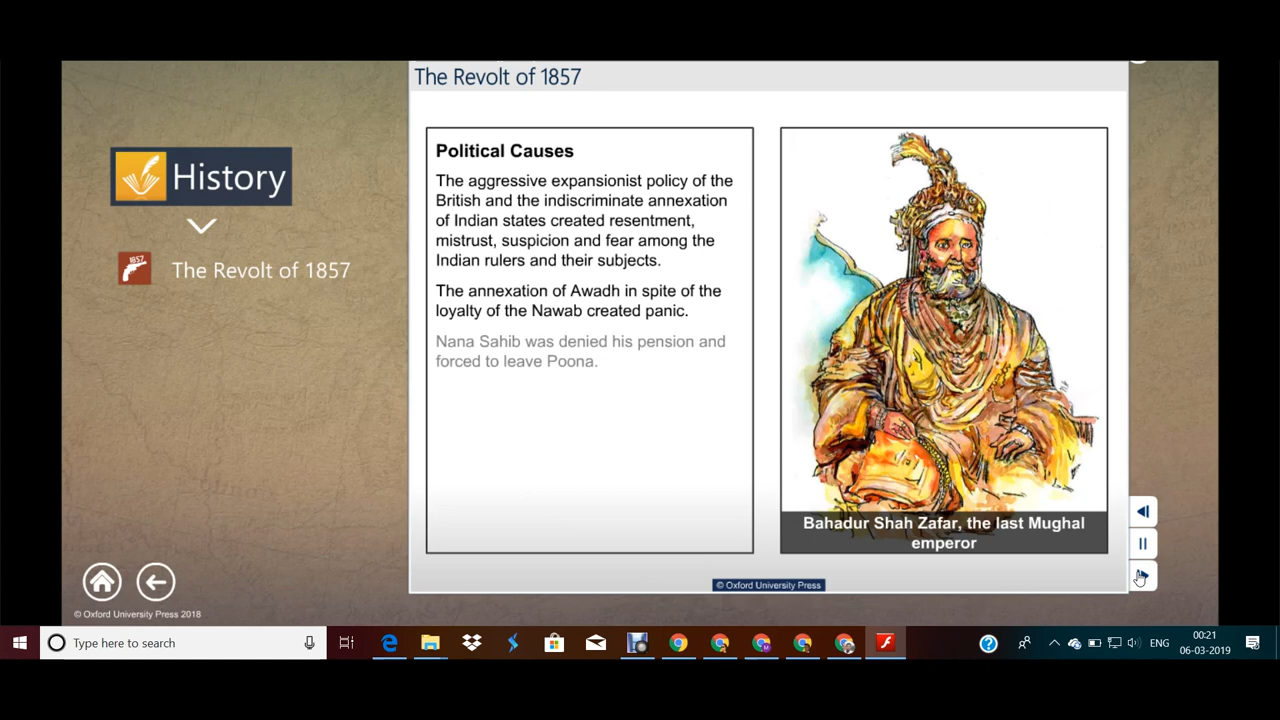 The Revolt of 1857
History
1857
The Revolt of 1857
Political Causes
The aggressive expansionist policy of the
British and the indiscriminate annexation
of Indian states created resentment,
mistrust, suspicion and fear among the
Indian rulers and their subjects.
The annexation of Awadh in spite of the
loyalty of the Nawab created panic.
Nana Sahib was denied his pension and
forced to leave Poona.
Bahadur Shah Zafar, the last Mughal
emperor
© Oxford University Press
© Oxford University Press 2018
Type here to search
ENG
00:21
06-03-2019